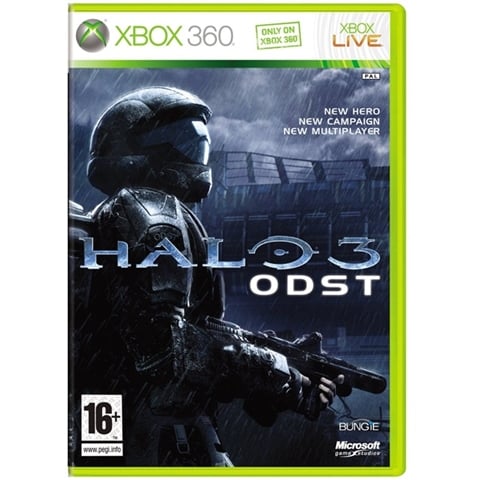 XBOX 360
ONLY ON
XBOX 360
XBOX
LIVE
PAL
NEW HERO
NEW CAMPAIGN
NEW MULTIPLAYER
HALO 3
ODST
16+
www.pegi.info
BUNGIE
Microsoft
game studios